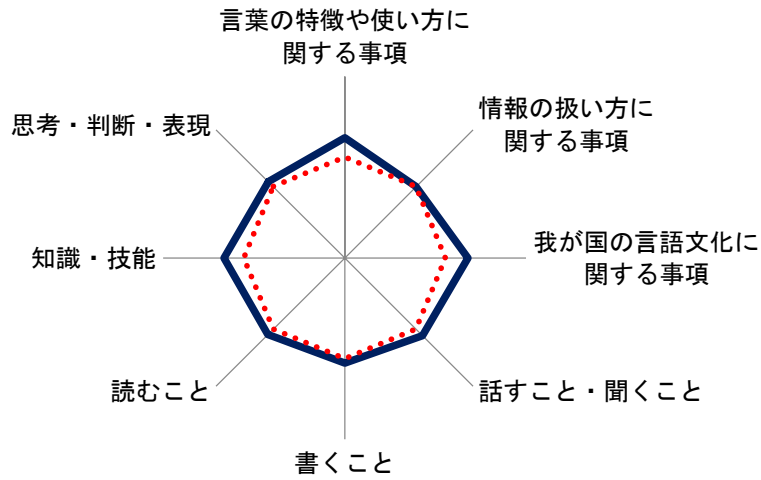 言葉の特徴や使い方に
関する事項
情報の扱い方に
関する事項
我が国の言語文化に
関する事項
話すこと・聞くこと
書くこと
読むこと
知識・技能
思考・判断・表現